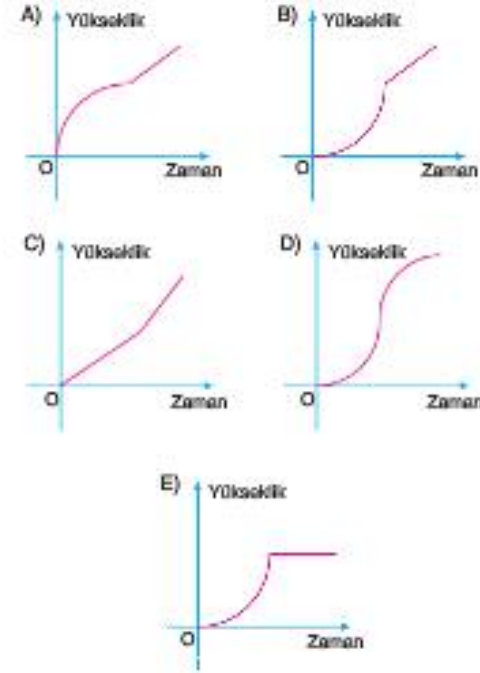 A) Yükseklik
O Zaman
B) Yükseklik
O Zaman
C) Yükseklik
O Zaman
D) Yükseklik
O Zaman
E) Yükseklik
O Zaman